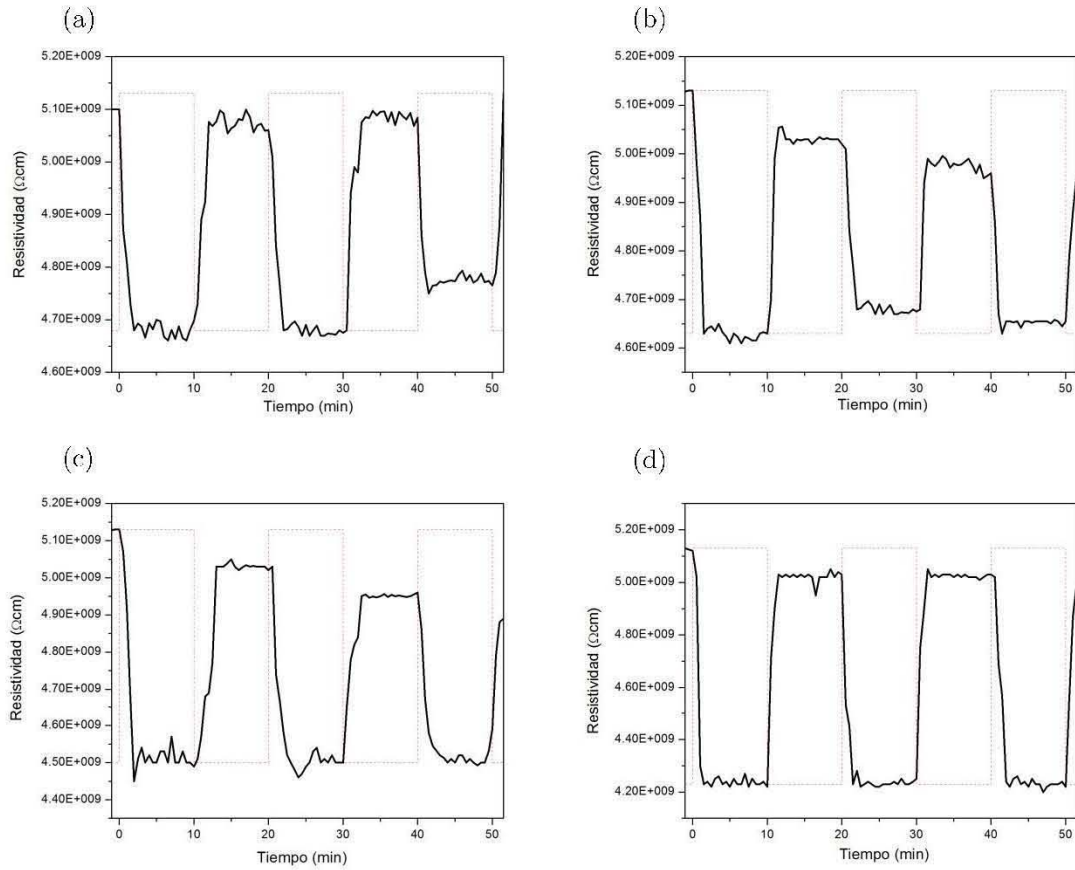 (a)
5.20E+009
5.10E+009
5.00E+009
4.90E+009
4.80E+009
4.70E+009
4.60E+009
Resistividad (Ωcm)
0 10 20 30 40 50
Tiempo (min)
(b)
5.20E+009
5.10E+009
5.00E+009
4.90E+009
4.80E+009
4.70E+009
4.60E+009
Resistividad (Ωcm)
0 10 20 30 40 50
Tiempo (min)
(c)
5.20E+009
5.10E+009
5.00E+009
4.90E+009
4.80E+009
4.70E+009
4.60E+009
4.50E+009
4.40E+009
Resistividad (Ωcm)
0 10 20 30 40 50
Tiempo (min)
(d)
5.20E+009
5.00E+009
4.80E+009
4.60E+009
4.40E+009
4.20E+009
Resistividad (Ωcm)
0 10 20 30 40 50
Tiempo (min)